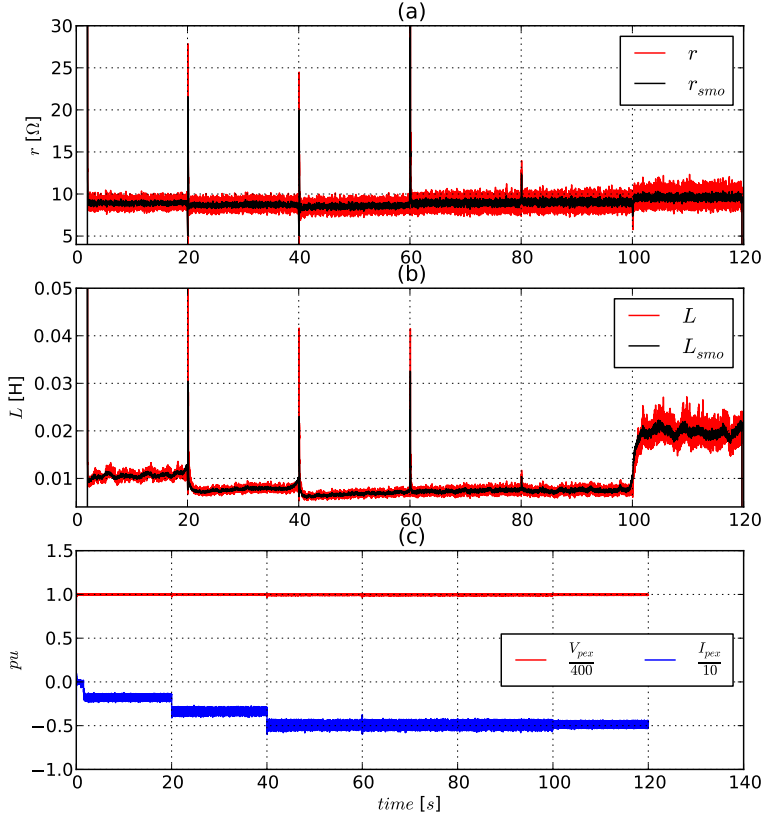 (a)
30
25
20
15
10
5
r [Ω]
r
r_smo
0 20 40 60 80 100 120
(b)
0.05
0.04
0.03
0.02
0.01
L [H]
L
L_smo
0 20 40 60 80 100 120
(c)
1.5
1.0
0.5
0.0
−0.5
−1.0
pu
V_pex/400 I_pex/10
0 20 40 60 80 100 120 140
time [s]